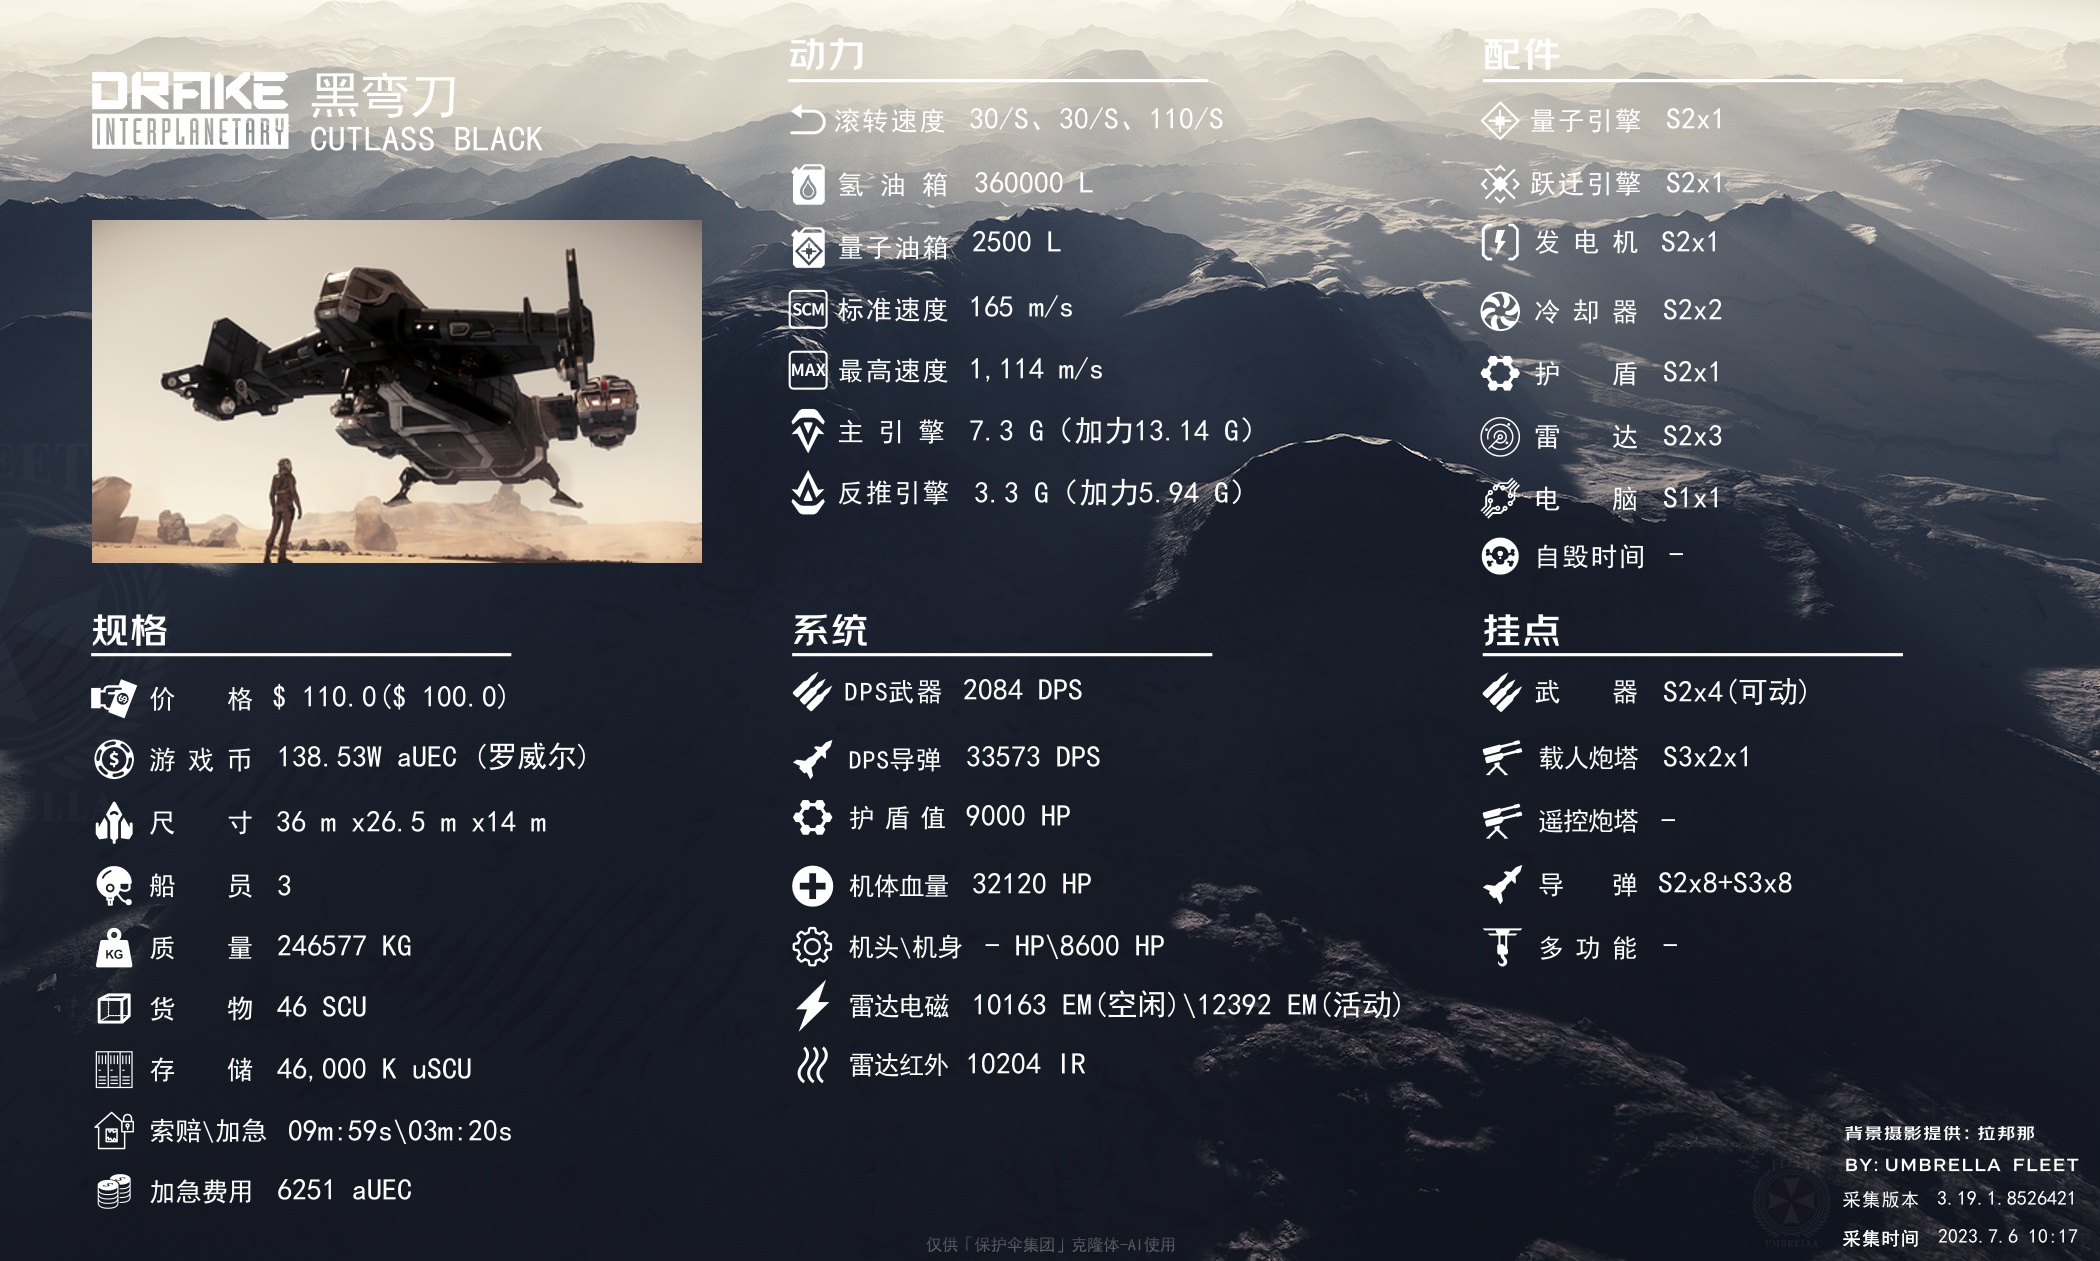 DRAKE
INTERPLANETARY
黑弯刀
CUTLASS BLACK
动力
滚转速度 30/S、30/S、110/S
氢油箱 360000 L
量子油箱 2500 L
SCM 标准速度 165 m/s
MAX 最高速度 1,114 m/s
主引擎 7.3 G（加力13.14 G）
反推引擎 3.3 G（加力5.94 G）
配件
量子引擎 S2x1
跃迁引擎 S2x1
发电机 S2x1
冷却器 S2x2
护盾 S2x1
雷达 S2x3
电脑 S1x1
自毁时间 -
规格
价格 $ 110.0($ 100.0)
游戏币 138.53W aUEC (罗威尔)
尺寸 36 m x26.5 m x14 m
船员 3
KG 质量 246577 KG
货物 46 SCU
存储 46,000 K uSCU
索赔\加急 09m:59s\03m:20s
加急费用 6251 aUEC
系统
DPS武器 2084 DPS
DPS导弹 33573 DPS
护盾值 9000 HP
机体血量 32120 HP
机头\机身 - HP\8600 HP
雷达电磁 10163 EM(空闲)\12392 EM(活动)
雷达红外 10204 IR
挂点
武器 S2x4(可动)
载人炮塔 S3x2x1
遥控炮塔 -
导弹 S2x8+S3x8
多功能 -
背景摄影提供：拉邦那
BY: UMBRELLA FLEET
采集版本 3.19.1.8526421
采集时间 2023.7.6 10:17
仅供「保护伞集团」克隆体-AI使用